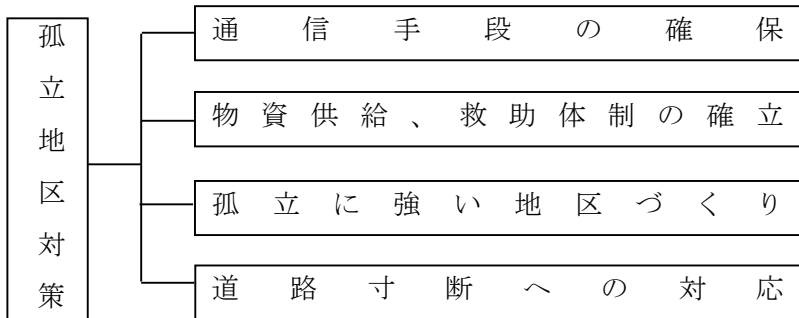 孤立地区対策
通信手段の確保
物資供給、救助体制の確立
孤立に強い地区づくり
道路寸断への対応